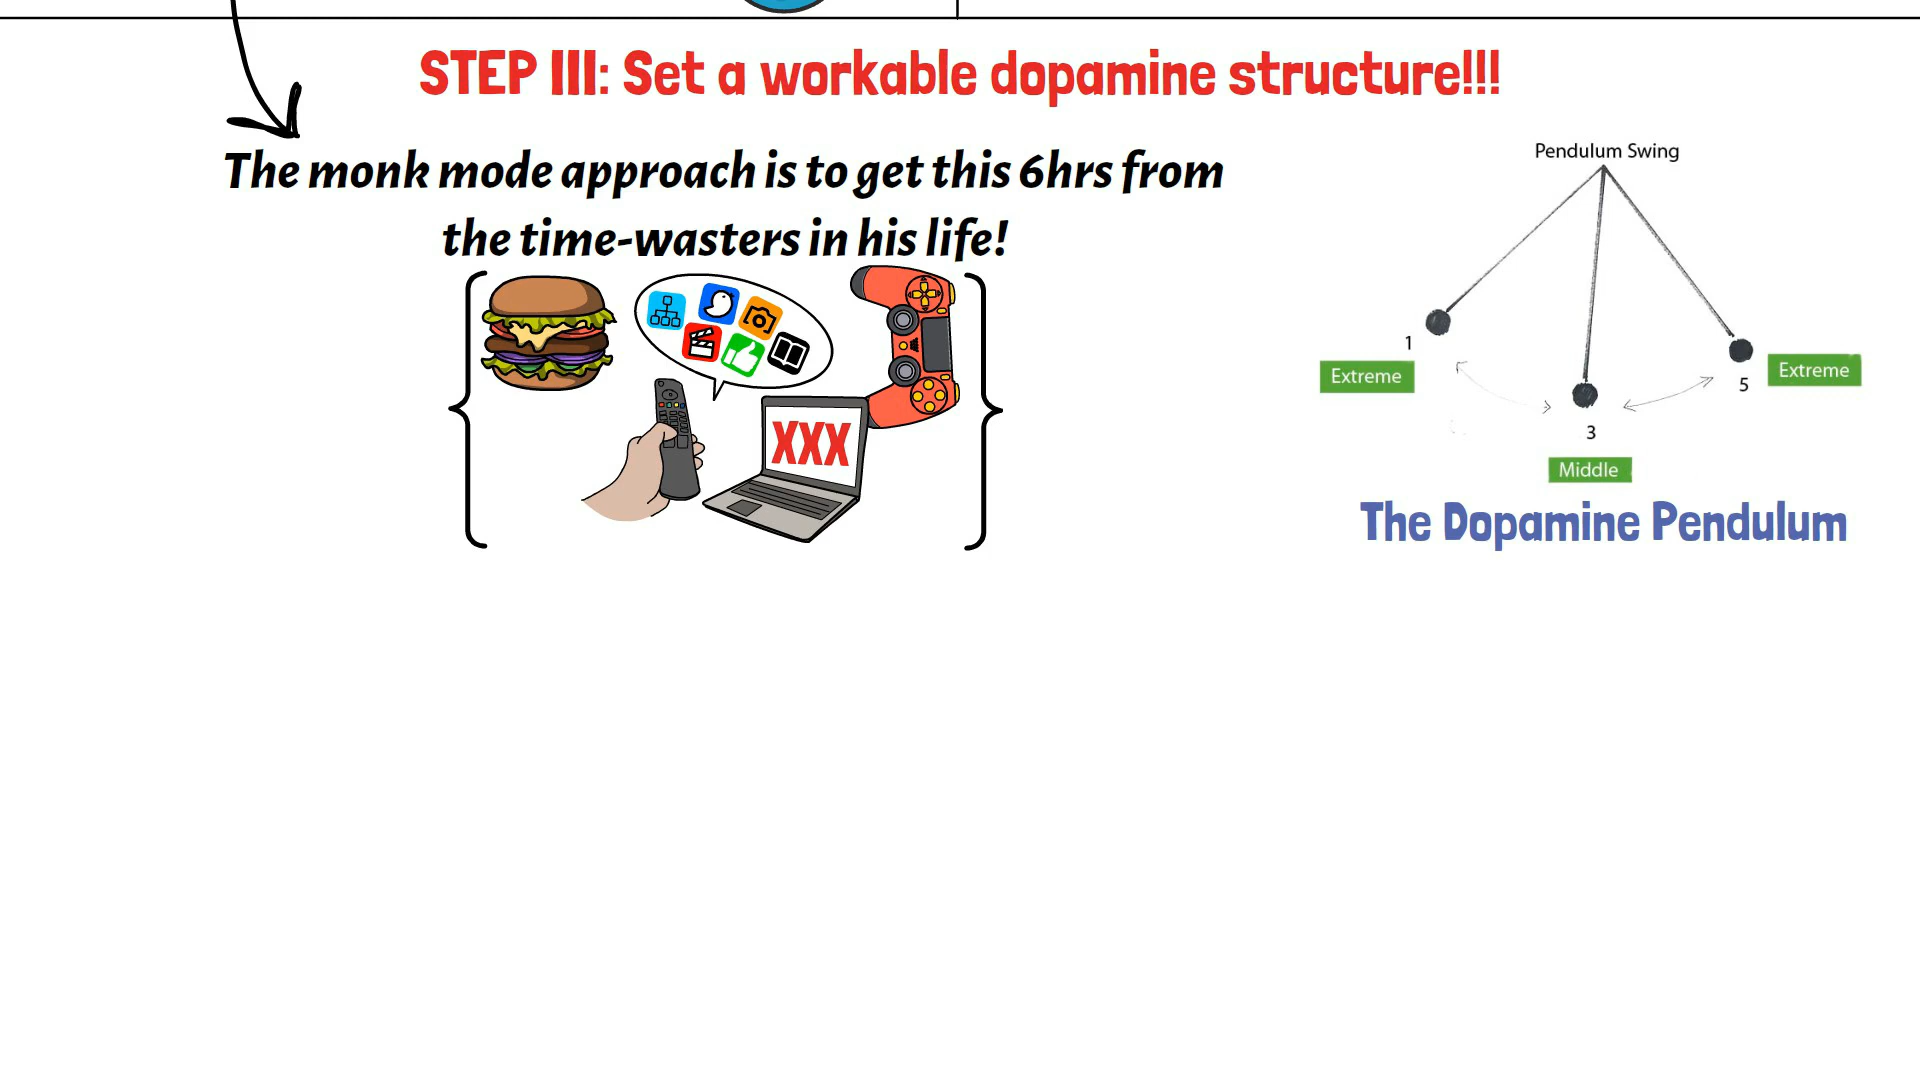 STEP III: Set a workable dopamine structure!!!
The monk mode approach is to get this 6hrs from
the time-wasters in his life!
XXX
Pendulum Swing
1
Extreme
5
Extreme
3
Middle
The Dopamine Pendulum